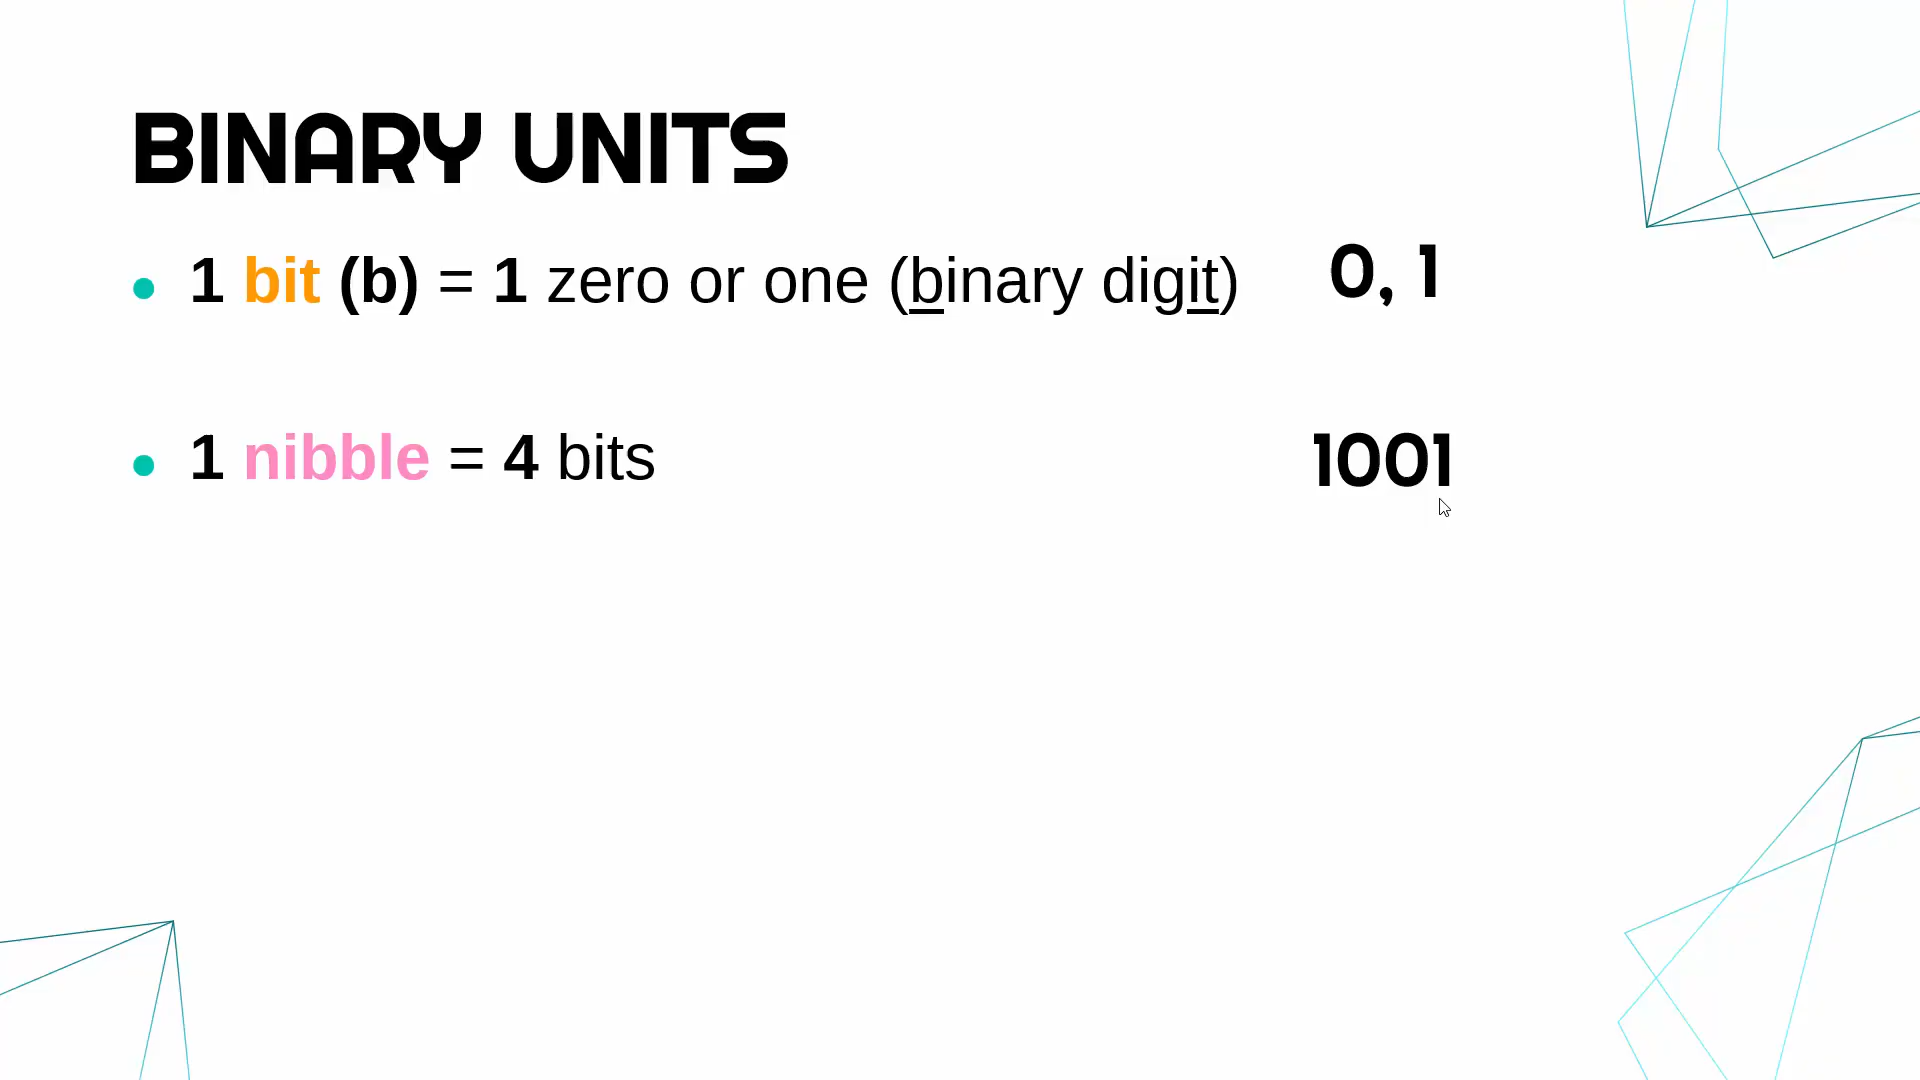 BINARY UNITS
1 bit (b) = 1 zero or one (binary digit) 0, 1
1 nibble = 4 bits 1001